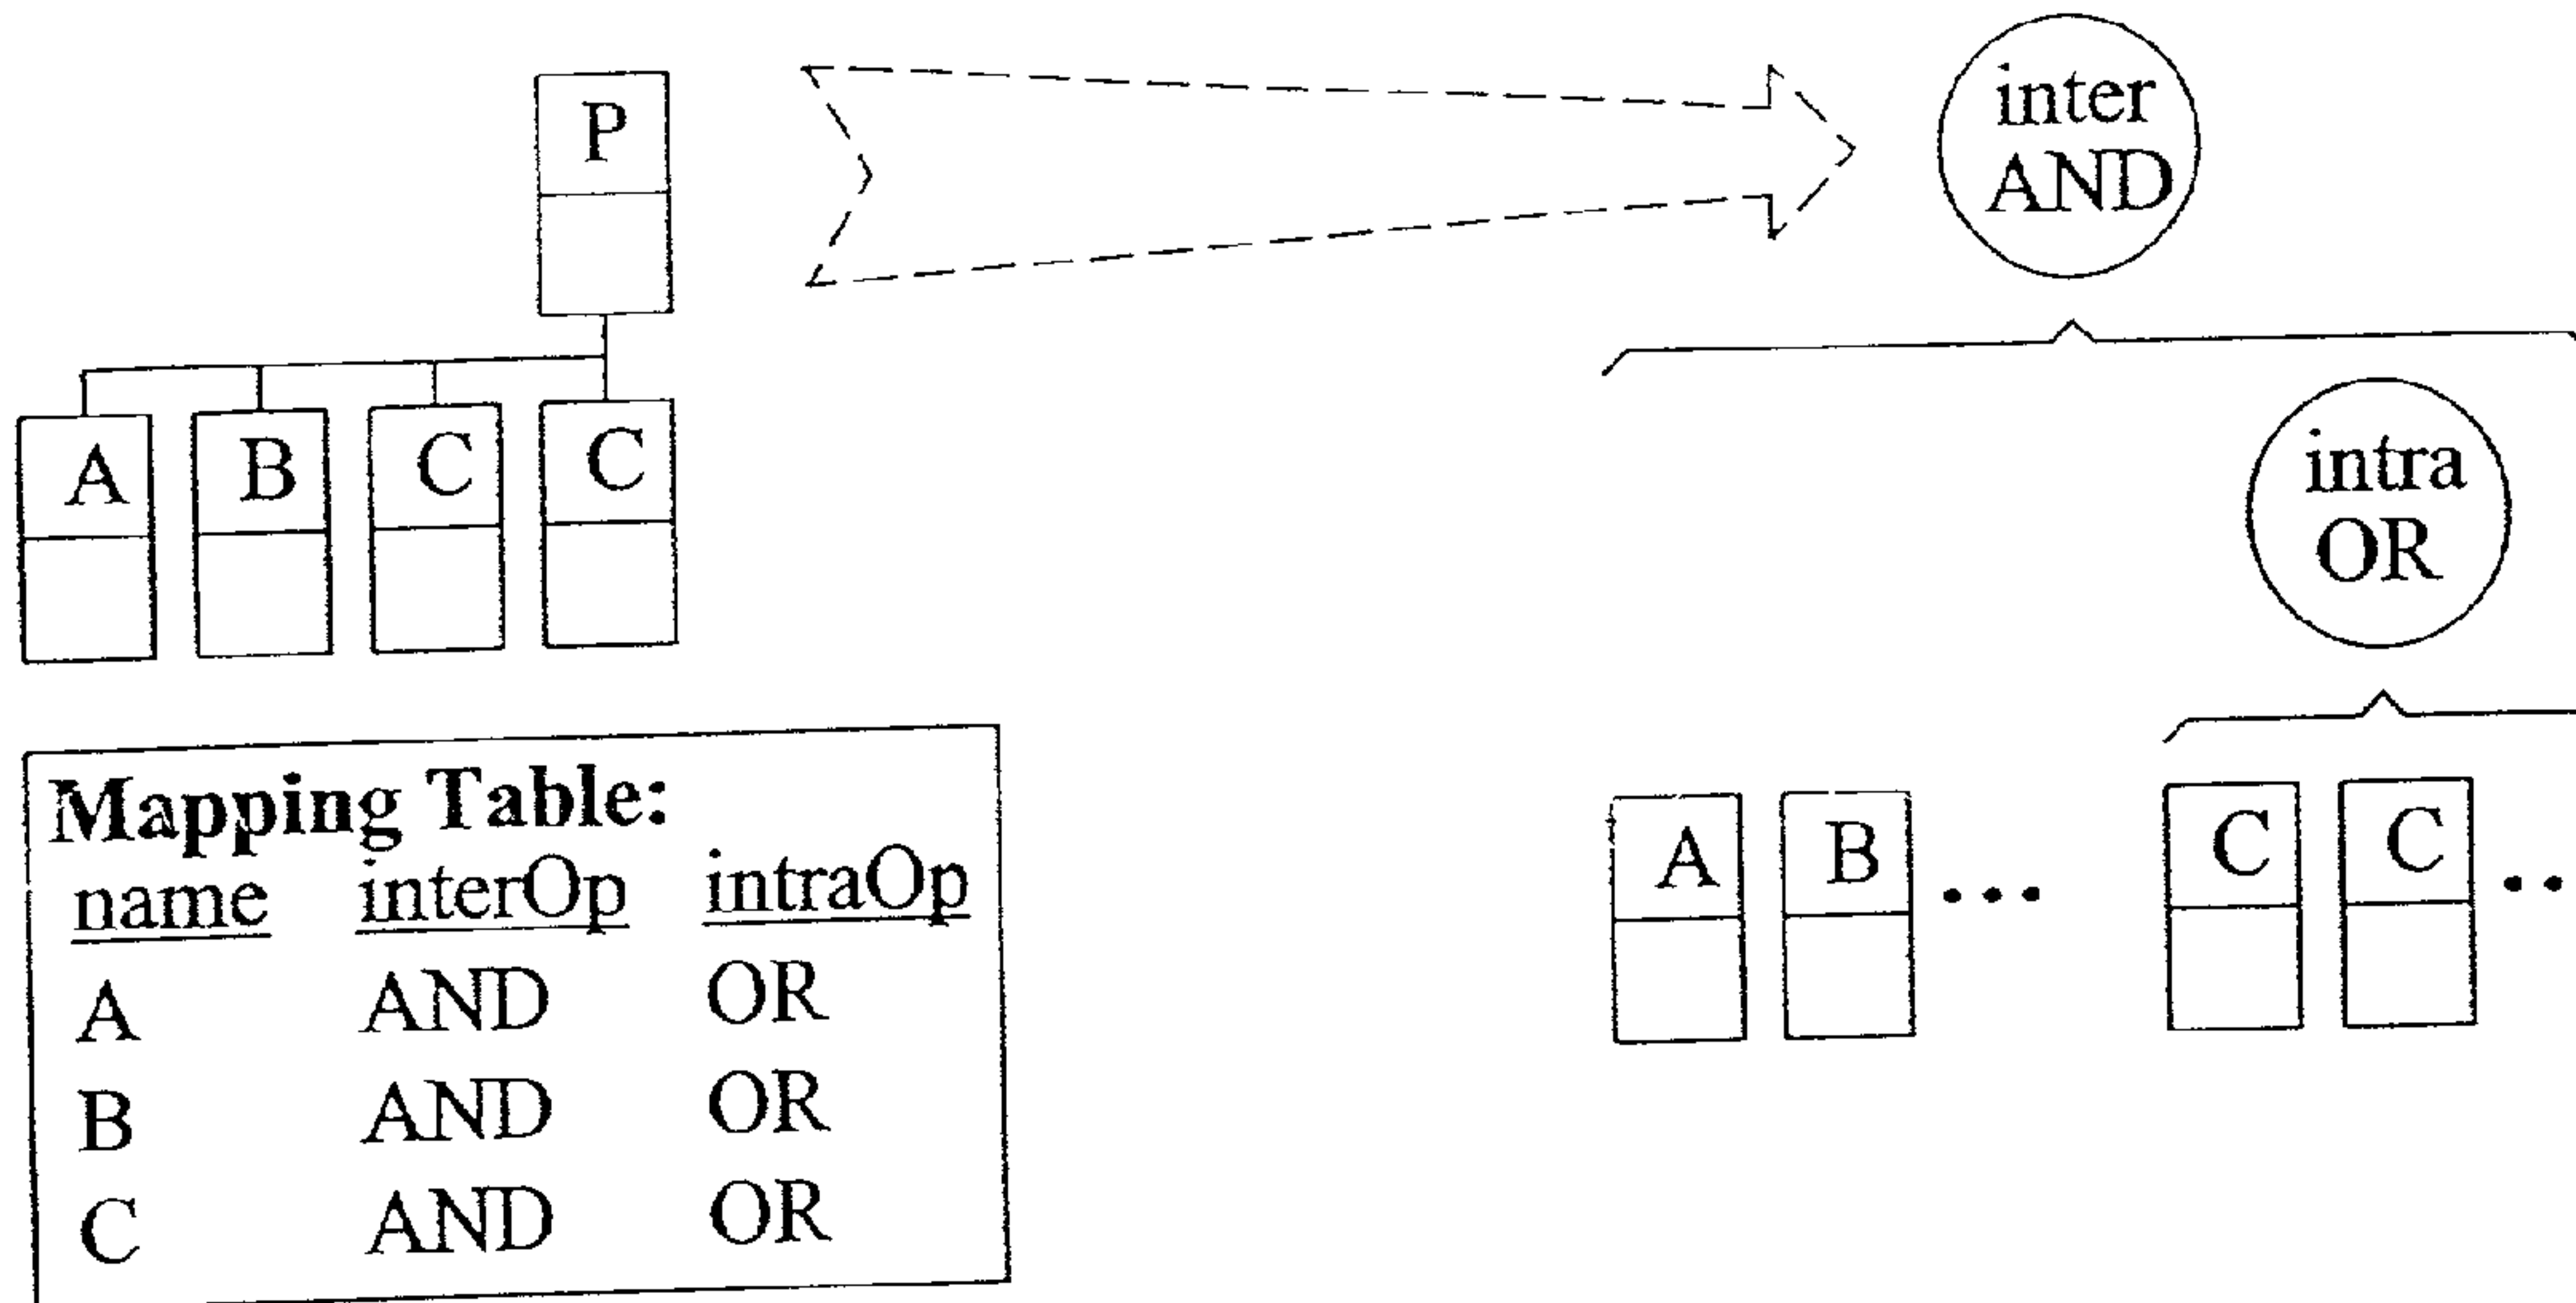 P
inter
AND
A B C C
intra
OR
Mapping Table:
name interOp intraOp
A AND OR
B AND OR
C AND OR
A B ... C C ..